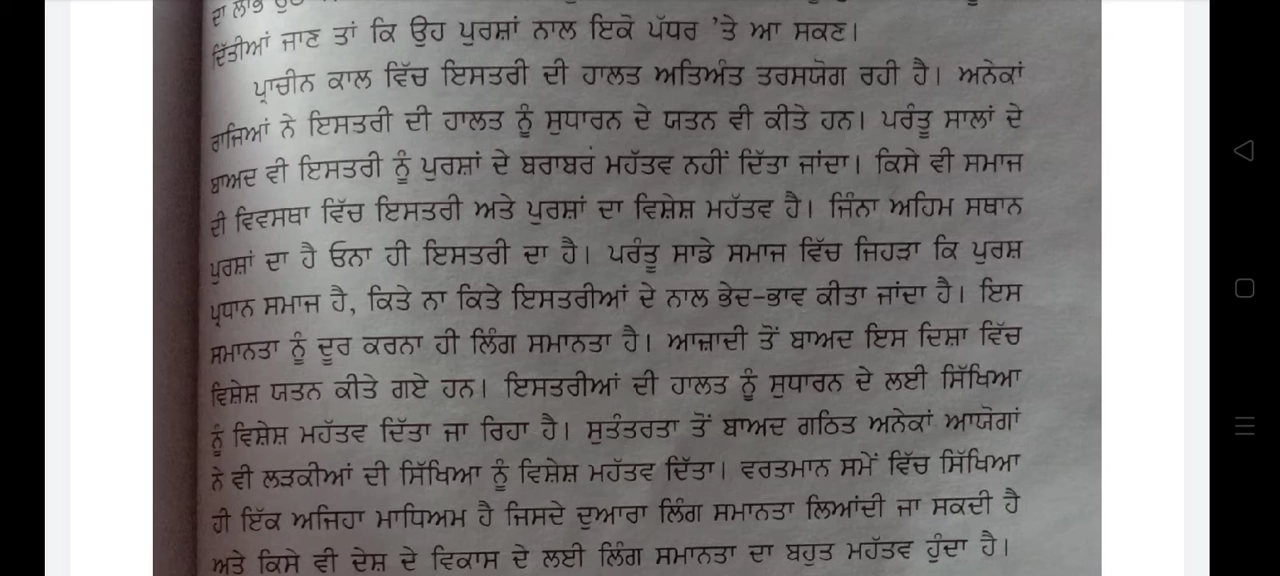 ਦਾ ਲਾਭ
ਦਿੱਤੀਆਂ ਜਾਣ ਤਾਂ ਕਿ ਉਹ ਪੁਰਸ਼ਾਂ ਨਾਲ ਇਕੋ ਪੱਧਰ 'ਤੇ ਆ ਸਕਣ।
ਪ੍ਰਾਚੀਨ ਕਾਲ ਵਿੱਚ ਇਸਤਰੀ ਦੀ ਹਾਲਤ ਅਤਿਅੰਤ ਤਰਸਯੋਗ ਰਹੀ ਹੈ। ਅਨੇਕਾਂ
ਰਾਜਿਆਂ ਨੇ ਇਸਤਰੀ ਦੀ ਹਾਲਤ ਨੂੰ ਸੁਧਾਰਨ ਦੇ ਯਤਨ ਵੀ ਕੀਤੇ ਹਨ। ਪਰੰਤੂ ਸਾਲਾਂ ਦੇ
ਬਾਅਦ ਵੀ ਇਸਤਰੀ ਨੂੰ ਪੁਰਸ਼ਾਂ ਦੇ ਬਰਾਬਰ ਮਹੱਤਵ ਨਹੀਂ ਦਿੱਤਾ ਜਾਂਦਾ। ਕਿਸੇ ਵੀ ਸਮਾਜ
ਦੀ ਵਿਵਸਥਾ ਵਿੱਚ ਇਸਤਰੀ ਅਤੇ ਪੁਰਸ਼ਾਂ ਦਾ ਵਿਸ਼ੇਸ਼ ਮਹੱਤਵ ਹੈ। ਜਿੰਨਾ ਅਹਿਮ ਸਥਾਨ
ਪੁਰਸ਼ਾਂ ਦਾ ਹੈ ਓਨਾ ਹੀ ਇਸਤਰੀ ਦਾ ਹੈ। ਪਰੰਤੂ ਸਾਡੇ ਸਮਾਜ ਵਿੱਚ ਜਿਹੜਾ ਕਿ ਪੁਰਸ਼
ਪ੍ਰਧਾਨ ਸਮਾਜ ਹੈ, ਕਿਤੇ ਨਾ ਕਿਤੇ ਇਸਤਰੀਆਂ ਦੇ ਨਾਲ ਭੇਦ-ਭਾਵ ਕੀਤਾ ਜਾਂਦਾ ਹੈ। ਇਸ
ਸਮਾਨਤਾ ਨੂੰ ਦੂਰ ਕਰਨਾ ਹੀ ਲਿੰਗ ਸਮਾਨਤਾ ਹੈ। ਆਜ਼ਾਦੀ ਤੋਂ ਬਾਅਦ ਇਸ ਦਿਸ਼ਾ ਵਿੱਚ
ਵਿਸ਼ੇਸ਼ ਯਤਨ ਕੀਤੇ ਗਏ ਹਨ। ਇਸਤਰੀਆਂ ਦੀ ਹਾਲਤ ਨੂੰ ਸੁਧਾਰਨ ਦੇ ਲਈ ਸਿੱਖਿਆ
ਨੂੰ ਵਿਸ਼ੇਸ਼ ਮਹੱਤਵ ਦਿੱਤਾ ਜਾ ਰਿਹਾ ਹੈ। ਸੁਤੰਤਰਤਾ ਤੋਂ ਬਾਅਦ ਗਠਿਤ ਅਨੇਕਾਂ ਆਯੋਗਾਂ
ਨੇ ਵੀ ਲੜਕੀਆਂ ਦੀ ਸਿੱਖਿਆ ਨੂੰ ਵਿਸ਼ੇਸ਼ ਮਹੱਤਵ ਦਿੱਤਾ। ਵਰਤਮਾਨ ਸਮੇਂ ਵਿੱਚ ਸਿੱਖਿਆ
ਹੀ ਇੱਕ ਅਜਿਹਾ ਮਾਧਿਅਮ ਹੈ ਜਿਸਦੇ ਦੁਆਰਾ ਲਿੰਗ ਸਮਾਨਤਾ ਲਿਆਂਦੀ ਜਾ ਸਕਦੀ ਹੈ
ਅਤੇ ਕਿਸੇ ਵੀ ਦੇਸ਼ ਦੇ ਵਿਕਾਸ ਦੇ ਲਈ ਲਿੰਗ ਸਮਾਨਤਾ ਦਾ ਬਹੁਤ ਮਹੱਤਵ ਹੁੰਦਾ ਹੈ।